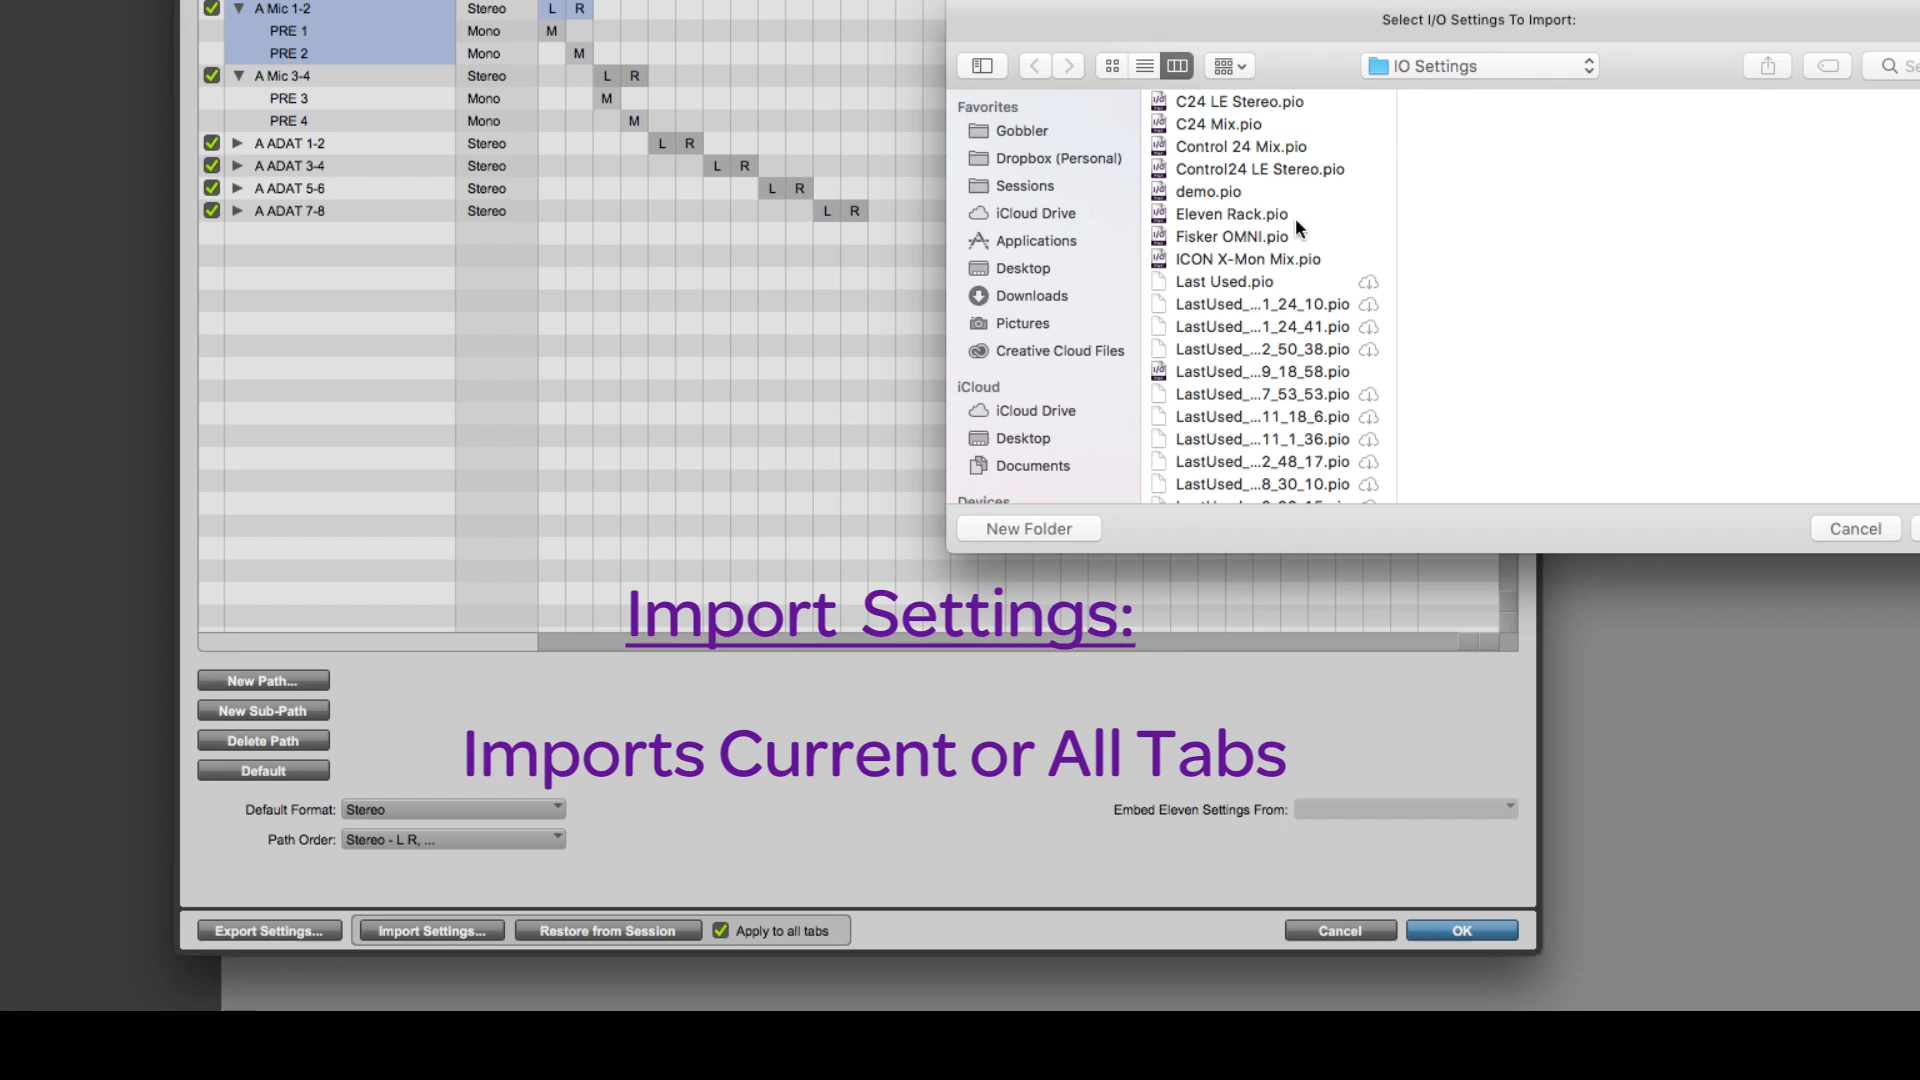 A Mic 1-2 Stereo L R
PRE 1 Mono M
PRE 2 Mono M
A Mic 3-4 Stereo L R
PRE 3 Mono M
PRE 4 Mono M
A ADAT 1-2 Stereo L R
A ADAT 3-4 Stereo L R
A ADAT 5-6 Stereo L R
A ADAT 7-8 Stereo L R
Select I/O Settings To Import:
IO Settings
Favorites
Gobbler
Dropbox (Personal)
Sessions
iCloud Drive
Applications
Desktop
Downloads
Pictures
Creative Cloud Files
iCloud
iCloud Drive
Desktop
Documents
Devices
C24 LE Stereo.pio
C24 Mix.pio
Control 24 Mix.pio
Control24 LE Stereo.pio
demo.pio
Eleven Rack.pio
Fisker OMNI.pio
ICON X-Mon Mix.pio
Last Used.pio
LastUsed_...1_24_10.pio
LastUsed_...1_24_41.pio
LastUsed_...2_50_38.pio
LastUsed_...9_18_58.pio
LastUsed_...7_53_53.pio
LastUsed_...11_18_6.pio
LastUsed_...11_1_36.pio
LastUsed_...2_48_17.pio
LastUsed_...8_30_10.pio
New Folder
Cancel
Import Settings:
Imports Current or All Tabs
New Path...
New Sub-Path
Delete Path
Default
Default Format: Stereo
Path Order: Stereo - L R, ...
Embed Eleven Settings From:
Export Settings...
Import Settings...
Restore from Session
Apply to all tabs
Cancel
OK